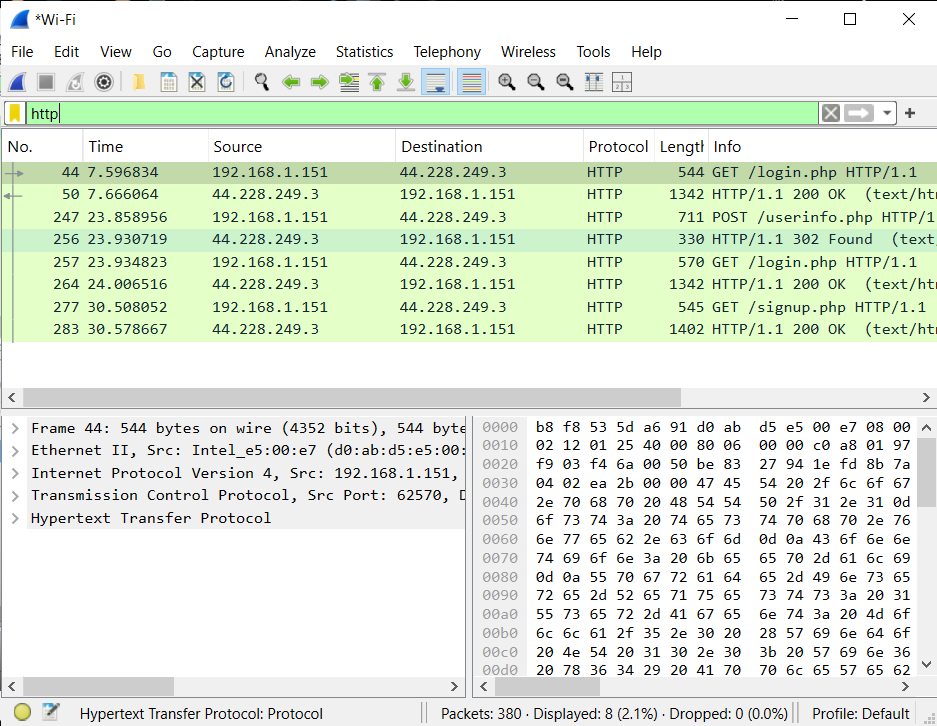 *Wi-Fi
File Edit View Go Capture Analyze Statistics Telephony Wireless Tools Help
http
No. Time Source Destination Protocol Length Info
44 7.596834 192.168.1.151 44.228.249.3 HTTP 544 GET /login.php HTTP/1.1
50 7.666064 44.228.249.3 192.168.1.151 HTTP 1342 HTTP/1.1 200 OK (text/htm
247 23.858956 192.168.1.151 44.228.249.3 HTTP 711 POST /userinfo.php HTTP/1
256 23.930719 44.228.249.3 192.168.1.151 HTTP 330 HTTP/1.1 302 Found (text
257 23.934823 192.168.1.151 44.228.249.3 HTTP 570 GET /login.php HTTP/1.1
264 24.006516 44.228.249.3 192.168.1.151 HTTP 1342 HTTP/1.1 200 OK (text/htm
277 30.508052 192.168.1.151 44.228.249.3 HTTP 545 GET /signup.php HTTP/1.1
283 30.578667 44.228.249.3 192.168.1.151 HTTP 1402 HTTP/1.1 200 OK (text/htm
Frame 44: 544 bytes on wire (4352 bits), 544 byte
Ethernet II, Src: Intel_e5:00:e7 (d0:ab:d5:e5:00:
Internet Protocol Version 4, Src: 192.168.1.151,
Transmission Control Protocol, Src Port: 62570, D
Hypertext Transfer Protocol
0000 b8 f8 53 5d a6 91 d0 ab d5 e5 00 e7 08 00
0010 02 12 01 25 40 00 80 06 00 00 c0 a8 01 97
0020 f9 03 f4 6a 00 50 be 83 27 94 1e fd 8b 7a
0030 04 02 ea 2b 00 00 47 45 54 20 2f 6c 6f 67
0040 2e 70 68 70 20 48 54 54 50 2f 31 2e 31 0d
0050 6f 73 74 3a 20 74 65 73 74 70 68 70 2e 76
0060 6e 77 65 62 2e 63 6f 6d 0d 0a 43 6f 6e 6e
0070 74 69 6f 6e 3a 20 6b 65 65 70 2d 61 6c 69
0080 0d 0a 55 70 67 72 61 64 65 2d 49 6e 73 65
0090 72 65 2d 52 65 71 75 65 73 74 73 3a 20 31
00a0 55 73 65 72 2d 41 67 65 6e 74 3a 20 4d 6f
00b0 6c 6c 61 2f 35 2e 30 20 28 57 69 6e 64 6f
00c0 20 4e 54 20 31 30 2e 30 3b 20 57 69 6e 36
00d0 20 78 36 34 29 20 41 70 70 6c 65 57 65 62
Hypertext Transfer Protocol: Protocol
Packets: 380 · Displayed: 8 (2.1%) · Dropped: 0 (0.0%)
Profile: Default